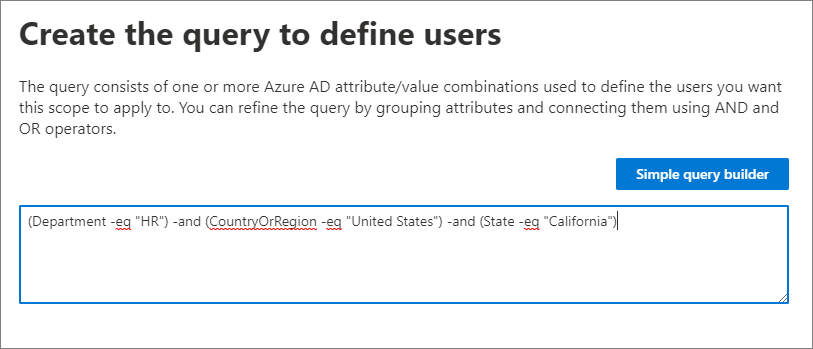 Create the query to define users
The query consists of one or more Azure AD attribute/value combinations used to define the users you want
this scope to apply to. You can refine the query by grouping attributes and connecting them using AND and
OR operators.
Simple query builder
(Department -eq "HR") -and (CountryOrRegion -eq "United States") -and (State -eq "California")